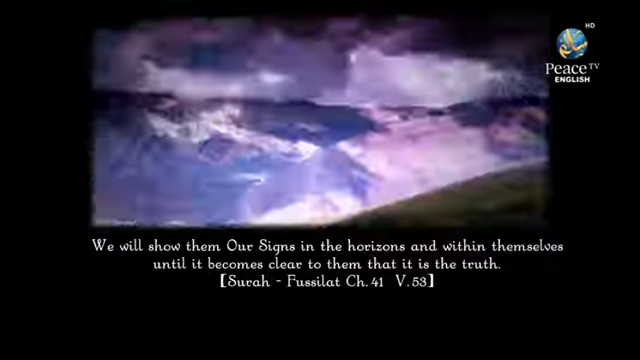 HD
Peace TV
ENGLISH
We will show them Our Signs in the horizons and within themselves
until it becomes clear to them that it is the truth.
[Surah - Fussilat Ch. 41 V. 53]